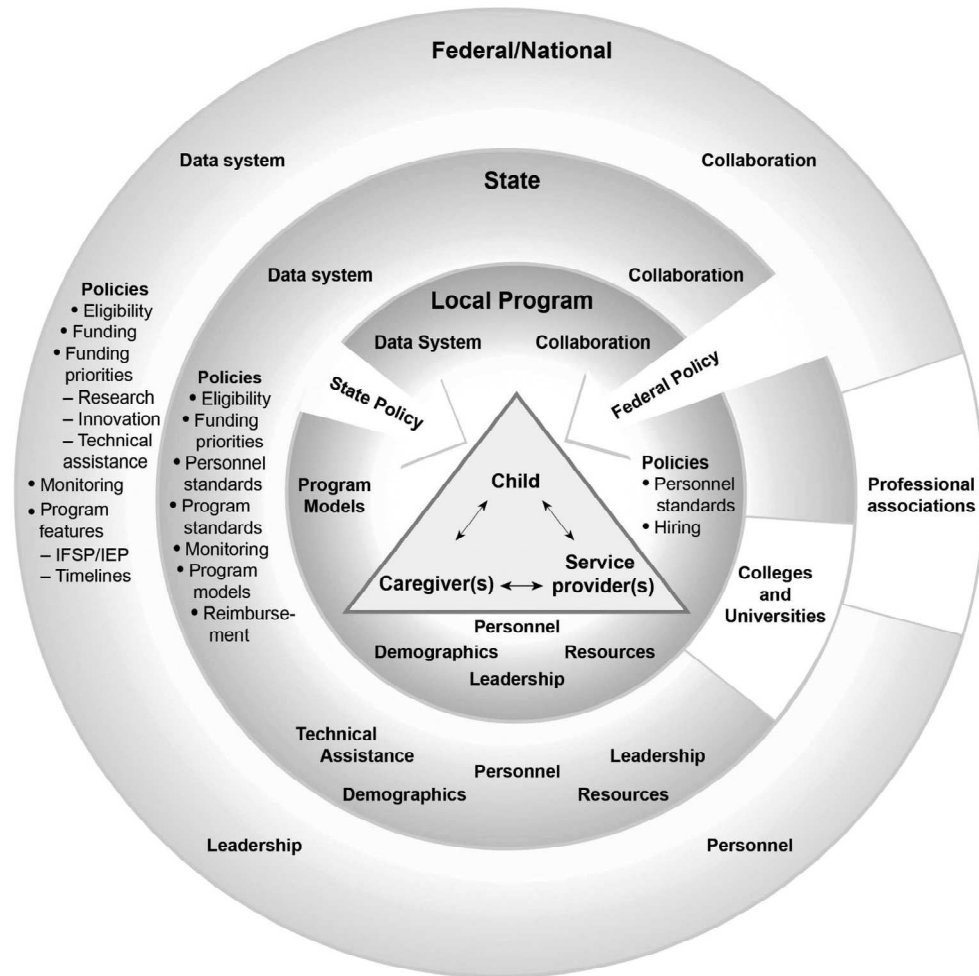 Federal/National
Data system
Collaboration
Policies
• Eligibility
• Funding
• Funding
priorities
– Research
– Innovation
– Technical
assistance
• Monitoring
• Program
features
– IFSP/IEP
– Timelines
Professional
associations
Leadership
Personnel
State
Data system
Collaboration
Policies
• Eligibility
• Funding
priorities
• Personnel
standards
• Program
standards
• Monitoring
• Program
models
• Reimburse-
ment
Colleges
and
Universities
Technical
Assistance
Personnel
Leadership
Demographics
Resources
Local Program
Data System
Collaboration
State Policy
Federal Policy
Program
Models
Policies
• Personnel
standards
• Hiring
Child
Caregiver(s)
Service
provider(s)
Personnel
Demographics
Resources
Leadership